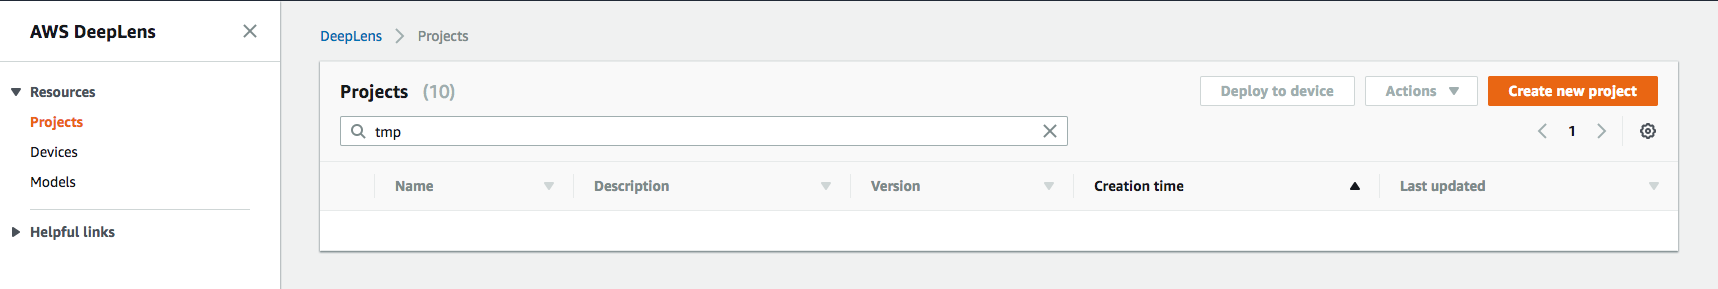 AWS DeepLens
Resources
Projects
Devices
Models
Helpful links
DeepLens Projects
Projects (10)
Deploy to device Actions Create new project
tmp
1
Name Description Version Creation time Last updated